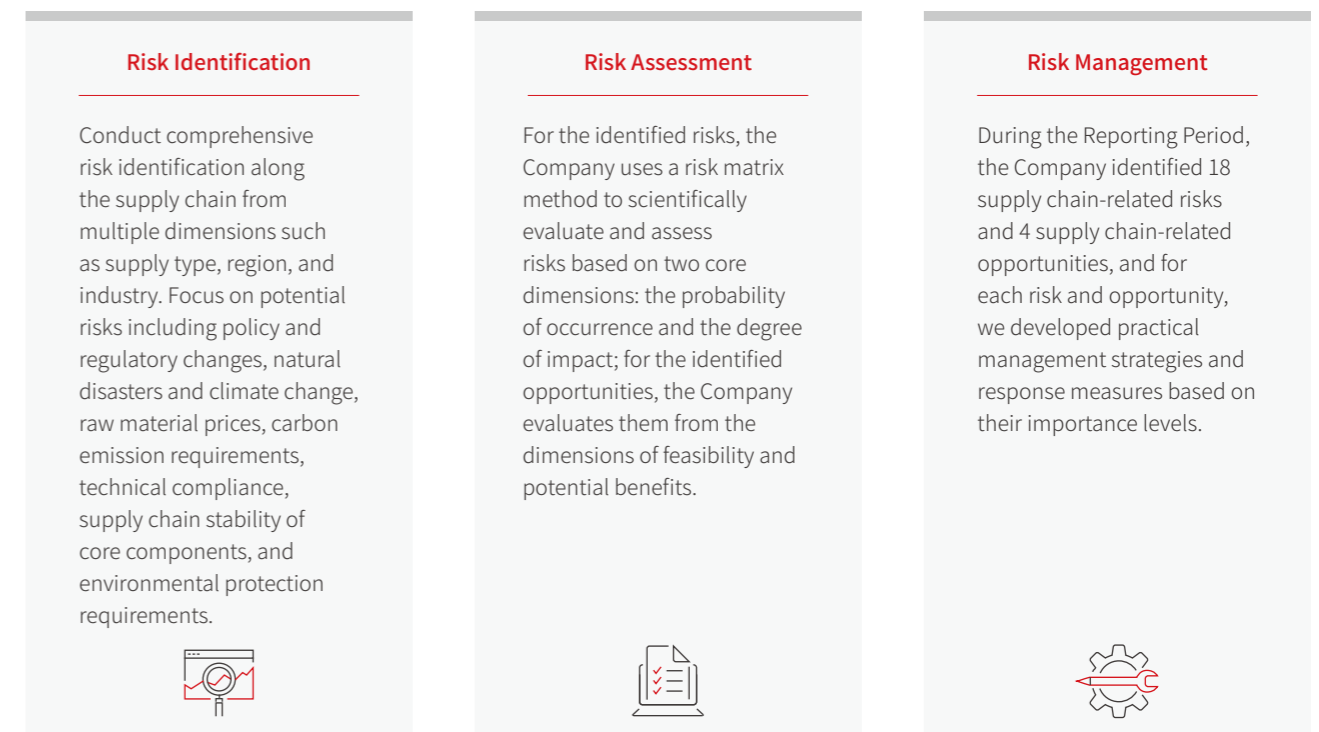 Risk Identification
Conduct comprehensive
risk identification along
the supply chain from
multiple dimensions such
as supply type, region, and
industry. Focus on potential
risks including policy and
regulatory changes, natural
disasters and climate change,
raw material prices, carbon
emission requirements,
technical compliance,
supply chain stability of
core components, and
environmental protection
requirements.
Risk Assessment
For the identified risks, the
Company uses a risk matrix
method to scientifically
evaluate and assess
risks based on two core
dimensions: the probability
of occurrence and the degree
of impact; for the identified
opportunities, the Company
evaluates them from the
dimensions of feasibility and
potential benefits.
Risk Management
During the Reporting Period,
the Company identified 18
supply chain-related risks
and 4 supply chain-related
opportunities, and for
each risk and opportunity,
we developed practical
management strategies and
response measures based on
their importance levels.